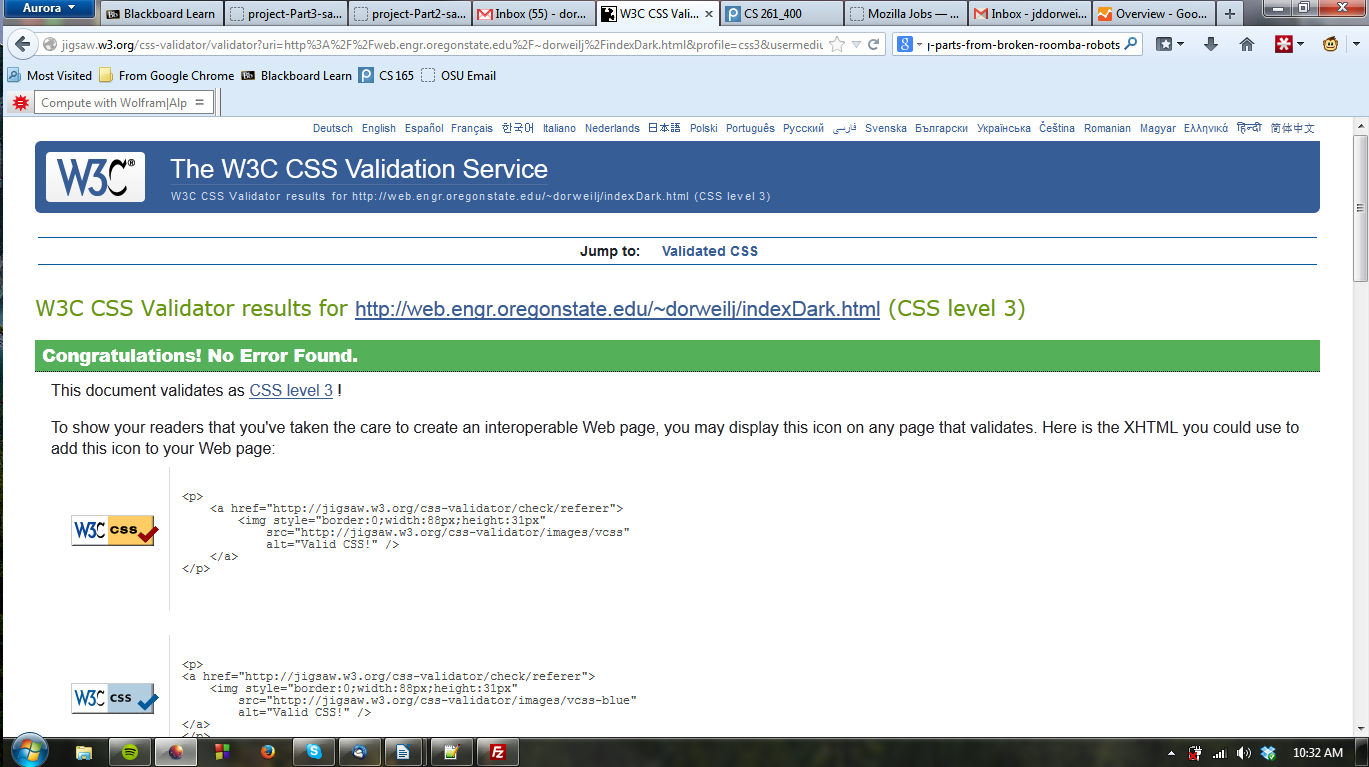 Aurora
Bb Blackboard Learn
project-Part3-sa...
project-Part2-sa...
Inbox (55) - dor...
W3C CSS Vali...
CS 261_400
Mozilla Jobs — ...
Inbox - jddorwei...
Overview - Goo...
jigsaw.w3.org/css-validator/validator?uri=http%3A%2F%2Fweb.engr.oregonstate.edu%2F~dorweilj%2FindexDark.html&profile=css3&usermediu
-parts-from-broken-roomba-robots
Most Visited From Google Chrome Bb Blackboard Learn CS 165 OSU Email
Compute with Wolfram|Alp =
Deutsch English Español Français 한국어 Italiano Nederlands 日本語 Polski Português Русский فارسی Svenska Български Українська Čeština Romanian Magyar Ελληνικά हिन्दी 简体中文
W3C® The W3C CSS Validation Service
W3C CSS Validator results for http://web.engr.oregonstate.edu/~dorweilj/indexDark.html (CSS level 3)
Jump to: Validated CSS
W3C CSS Validator results for http://web.engr.oregonstate.edu/~dorweilj/indexDark.html (CSS level 3)
Congratulations! No Error Found.
This document validates as CSS level 3 !
To show your readers that you've taken the care to create an interoperable Web page, you may display this icon on any page that validates. Here is the XHTML you could use to
add this icon to your Web page:
W3C css
<p>
<a href="http://jigsaw.w3.org/css-validator/check/referer">
<img style="border:0;width:88px;height:31px"
src="http://jigsaw.w3.org/css-validator/images/vcss"
alt="Valid CSS!" />
</a>
</p>
W3C css
<p>
<a href="http://jigsaw.w3.org/css-validator/check/referer">
<img style="border:0;width:88px;height:31px"
src="http://jigsaw.w3.org/css-validator/images/vcss-blue"
alt="Valid CSS!" />
</a>
</p>
10:32 AM